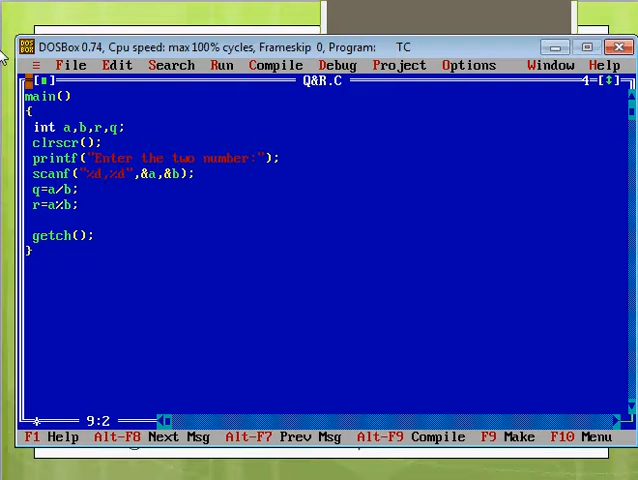 DOSBox 0.74, Cpu speed: max 100% cycles, Frameskip 0, Program: TC
≡ File Edit Search Run Compile Debug Project Options Window Help
[■] Q&R.C 4=[↕]
main()
{
int a,b,r,q;
clrscr();
printf("Enter the two number:");
scanf("%d,%d",&a,&b);
q=a/b;
r=a%b;
getch();
}
* 9:2
F1 Help Alt-F8 Next Msg Alt-F7 Prev Msg Alt-F9 Compile F9 Make F10 Menu